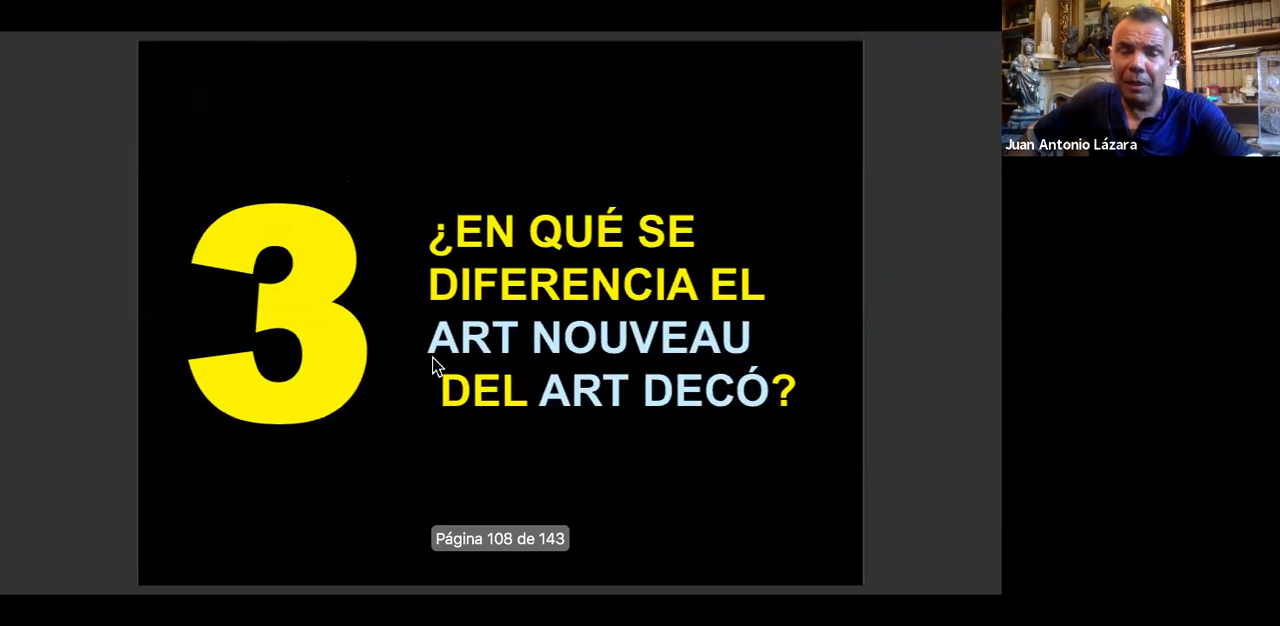 Juan Antonio Lázara
3
¿EN QUÉ SE
DIFERENCIA EL
ART NOUVEAU
DEL ART DECÓ?
Página 108 de 143